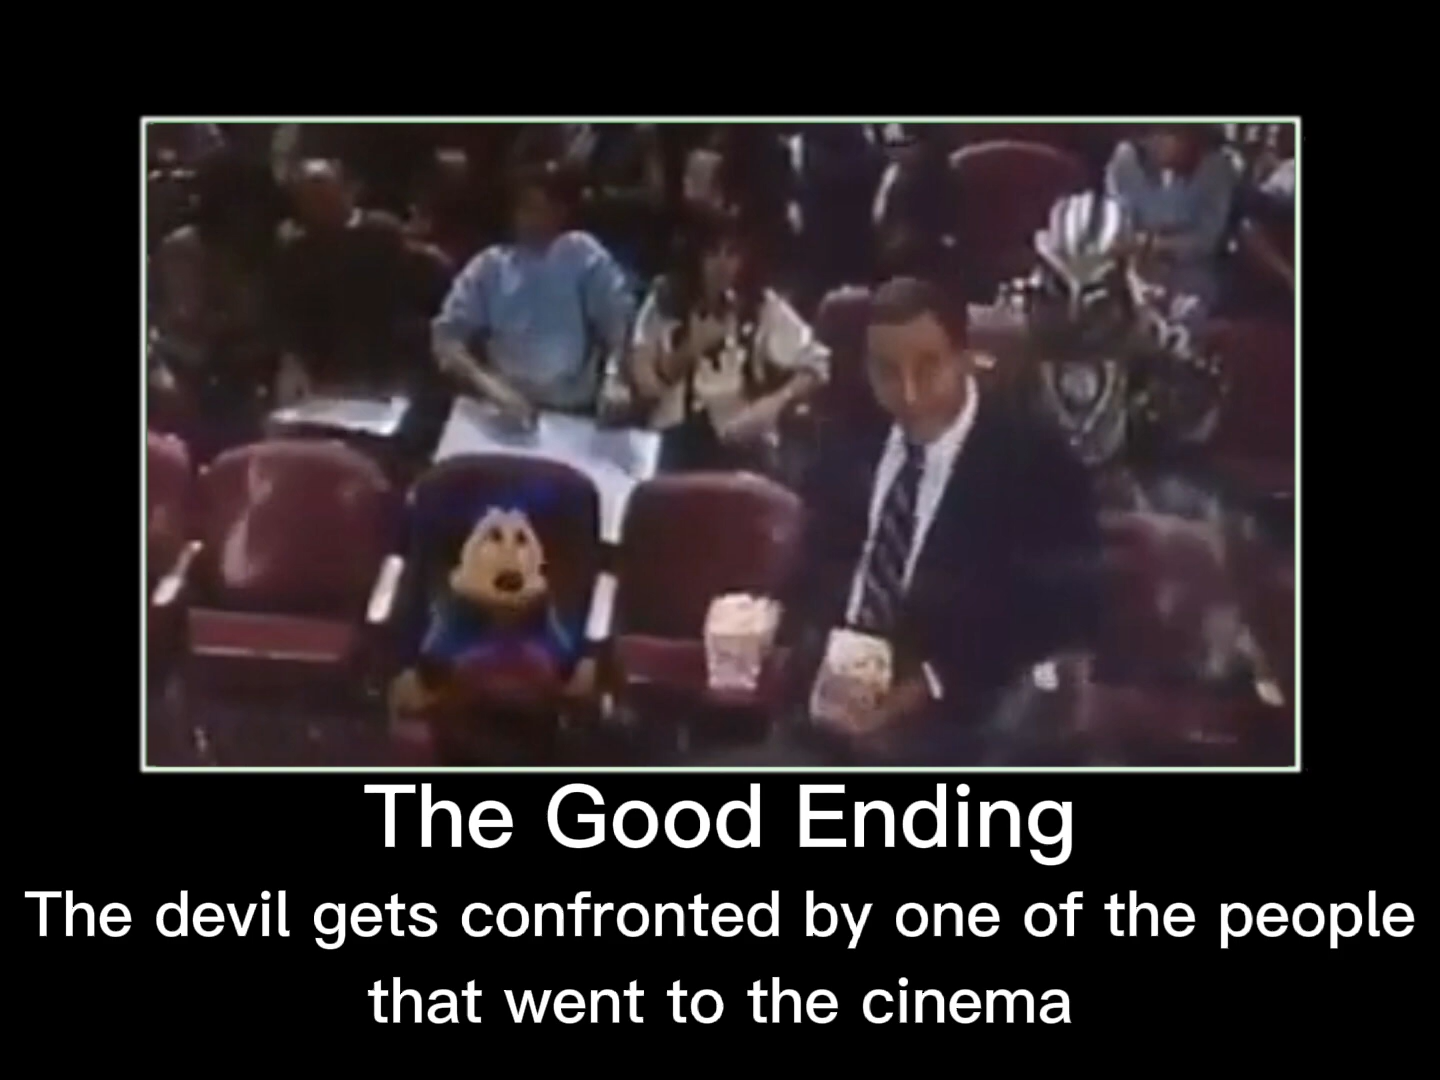 The Good Ending
The devil gets confronted by one of the people
that went to the cinema